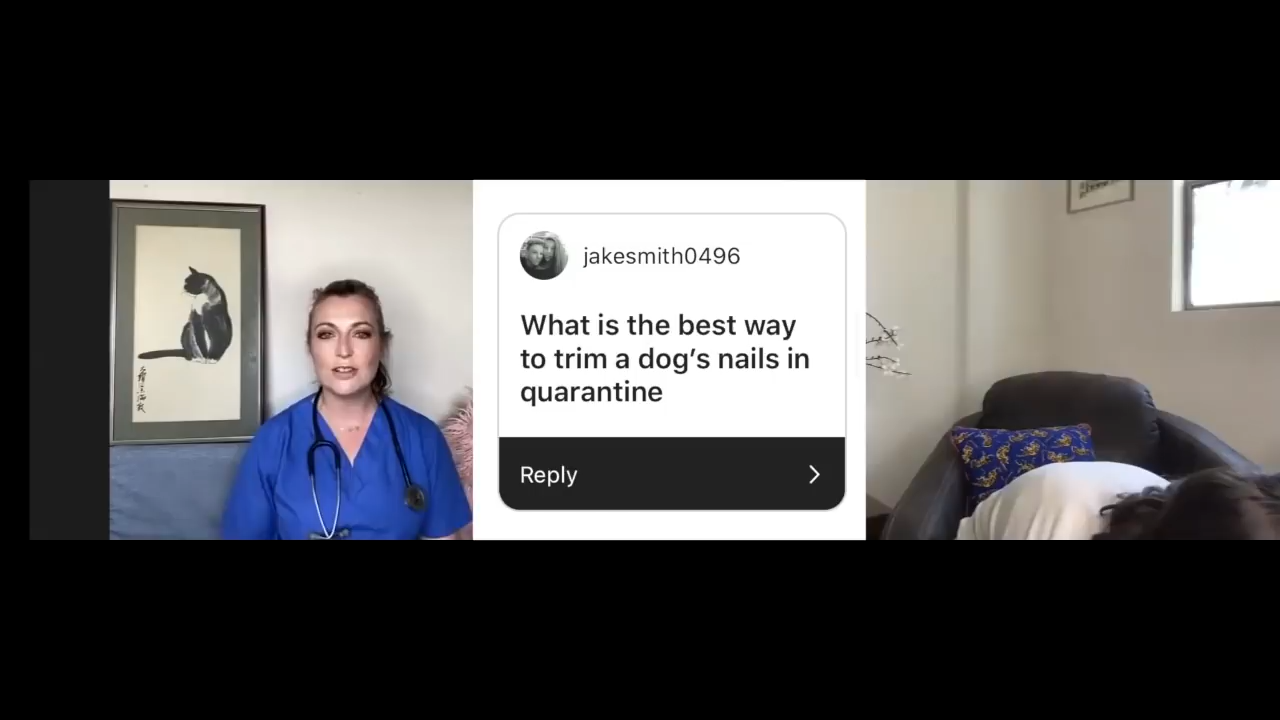 jakesmith0496
What is the best way
to trim a dog’s nails in
quarantine
Reply